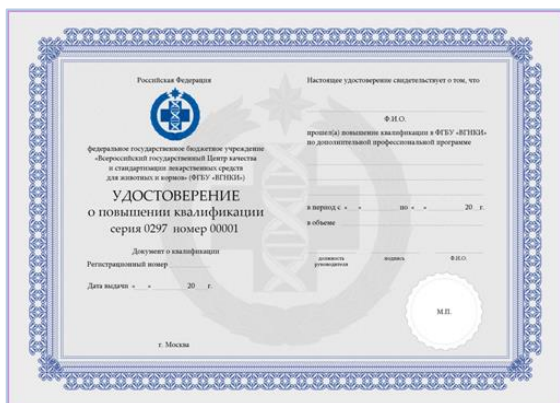 Российская Федерация
федеральное государственное бюджетное учреждение
«Всероссийский государственный Центр качества
и стандартизации лекарственных средств
для животных и кормов» (ФГБУ «ВГНКИ»)
УДОСТОВЕРЕНИЕ
о повышении квалификации
серия 0297 номер 00001
Документ о квалификации
Регистрационный номер
Дата выдачи « » 20 г.
г. Москва
Настоящее удостоверение свидетельствует о том, что
Ф.И.О.
прошел(а) повышение квалификации в ФГБУ «ВГНКИ»
по дополнительной профессиональной программе
в период с « » по « » 20 г.
в объеме
должность подпись Ф.И.О.
руководителя
М.П.